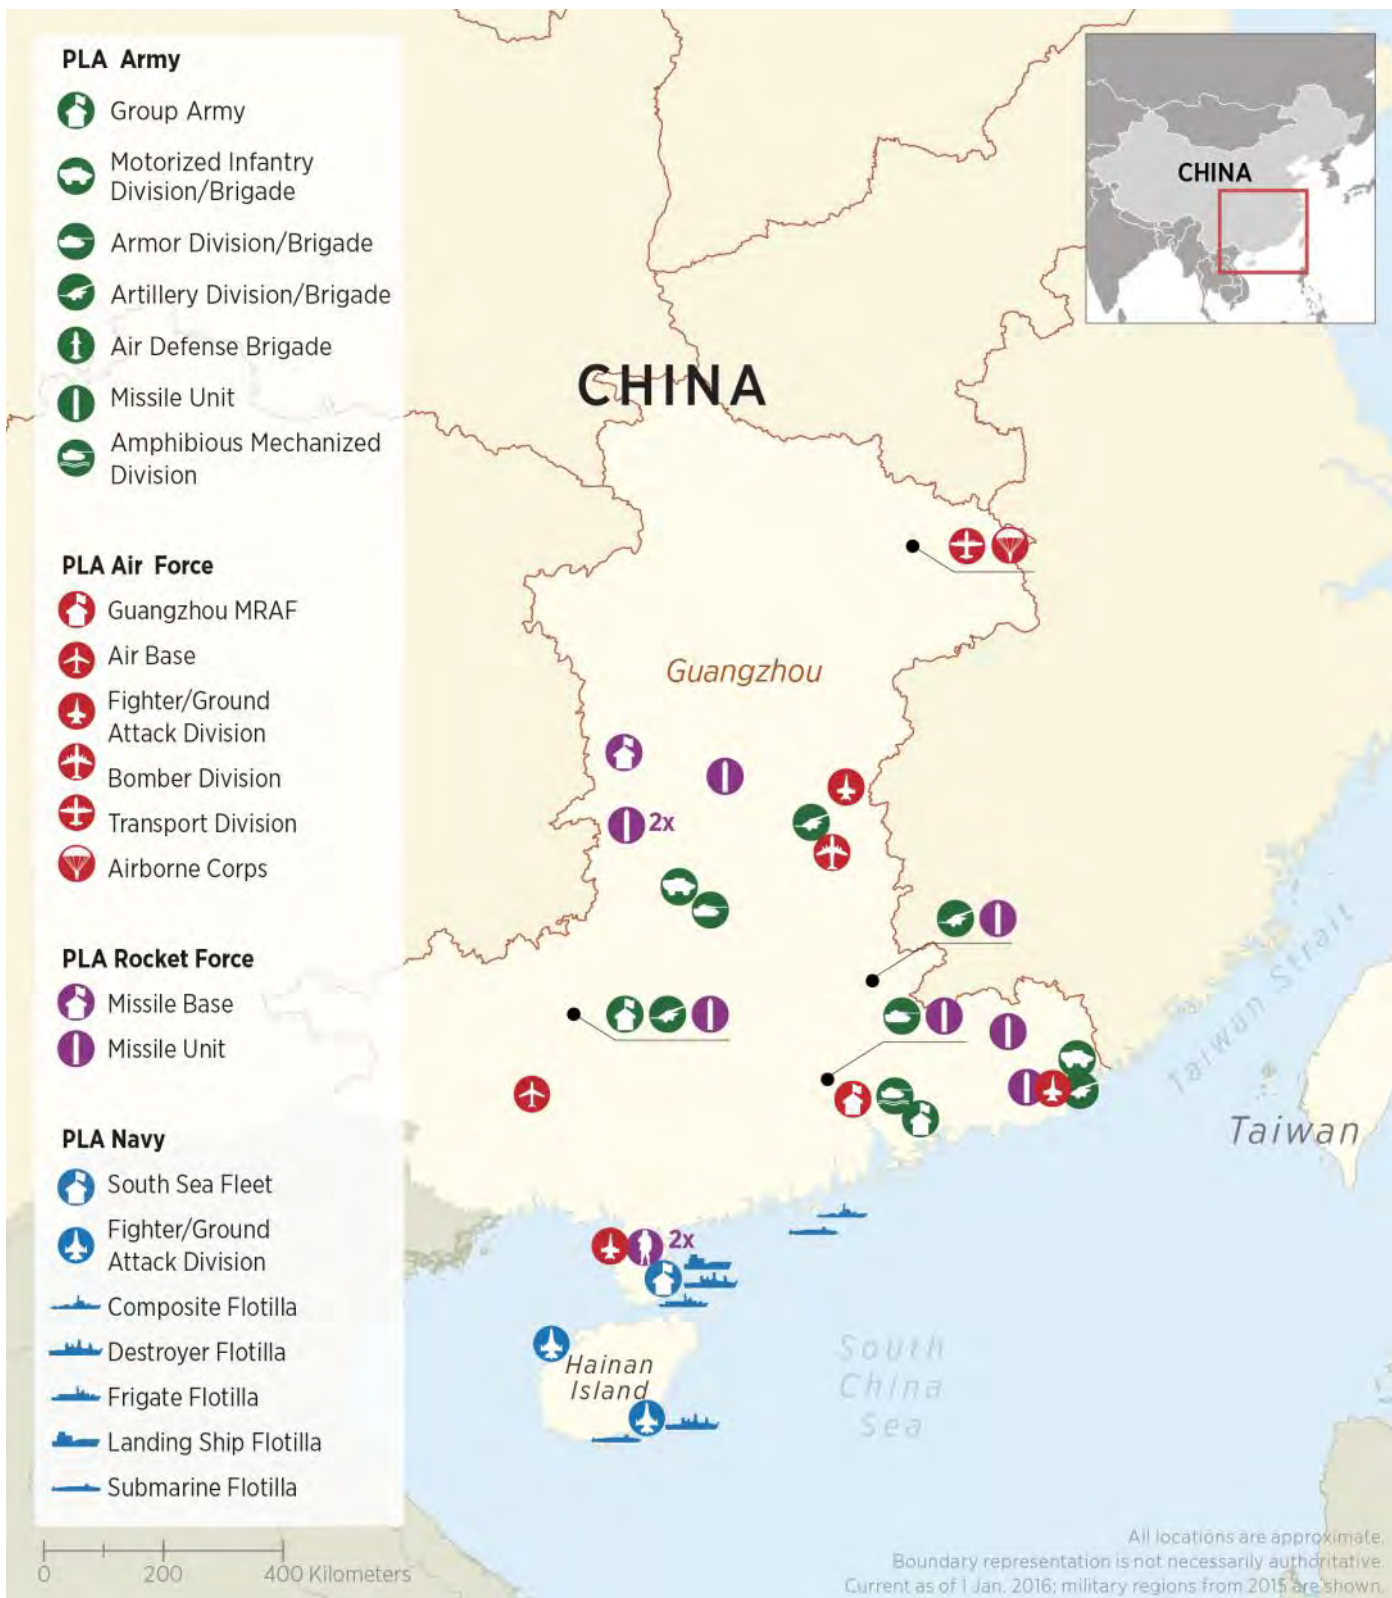 PLA Army
Group Army
Motorized Infantry
Division/Brigade
Armor Division/Brigade
Artillery Division/Brigade
Air Defense Brigade
Missile Unit
Amphibious Mechanized
Division
PLA Air Force
Guangzhou MRAF
Air Base
Fighter/Ground
Attack Division
Bomber Division
Transport Division
Airborne Corps
PLA Rocket Force
Missile Base
Missile Unit
PLA Navy
South Sea Fleet
Fighter/Ground
Attack Division
Composite Flotilla
Destroyer Flotilla
Frigate Flotilla
Landing Ship Flotilla
Submarine Flotilla
0 200 400 Kilometers
CHINA
CHINA
Guangzhou
2x
Taiwan Strait
Taiwan
2x
Hainan
Island
South
China
Sea
All locations are approximate.
Boundary representation is not necessarily authoritative.
Current as of 1 Jan. 2016; military regions from 2015 are shown.